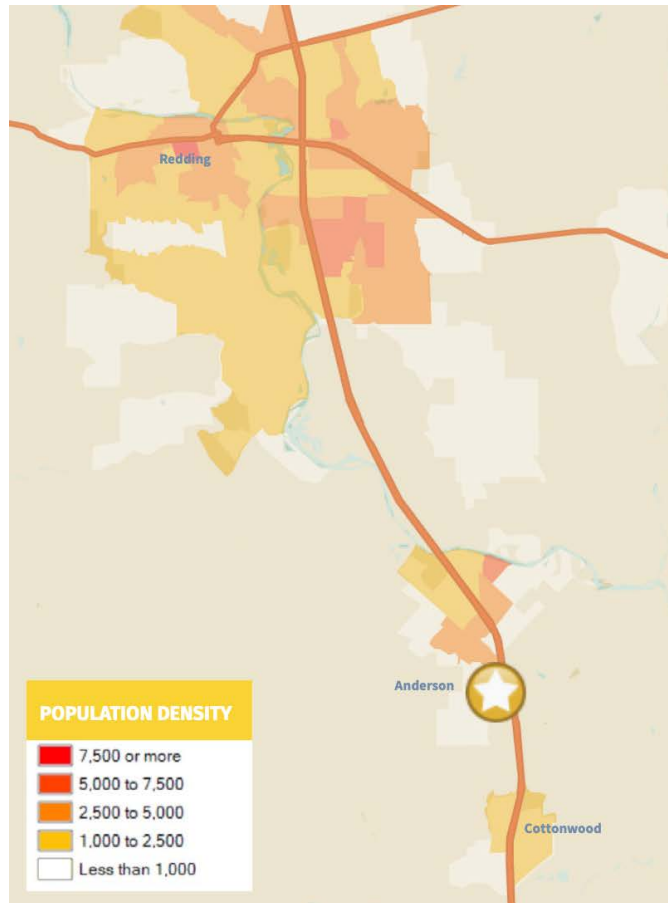 Redding
Anderson
POPULATION DENSITY
7,500 or more
5,000 to 7,500
2,500 to 5,000
1,000 to 2,500
Less than 1,000
Cottonwood